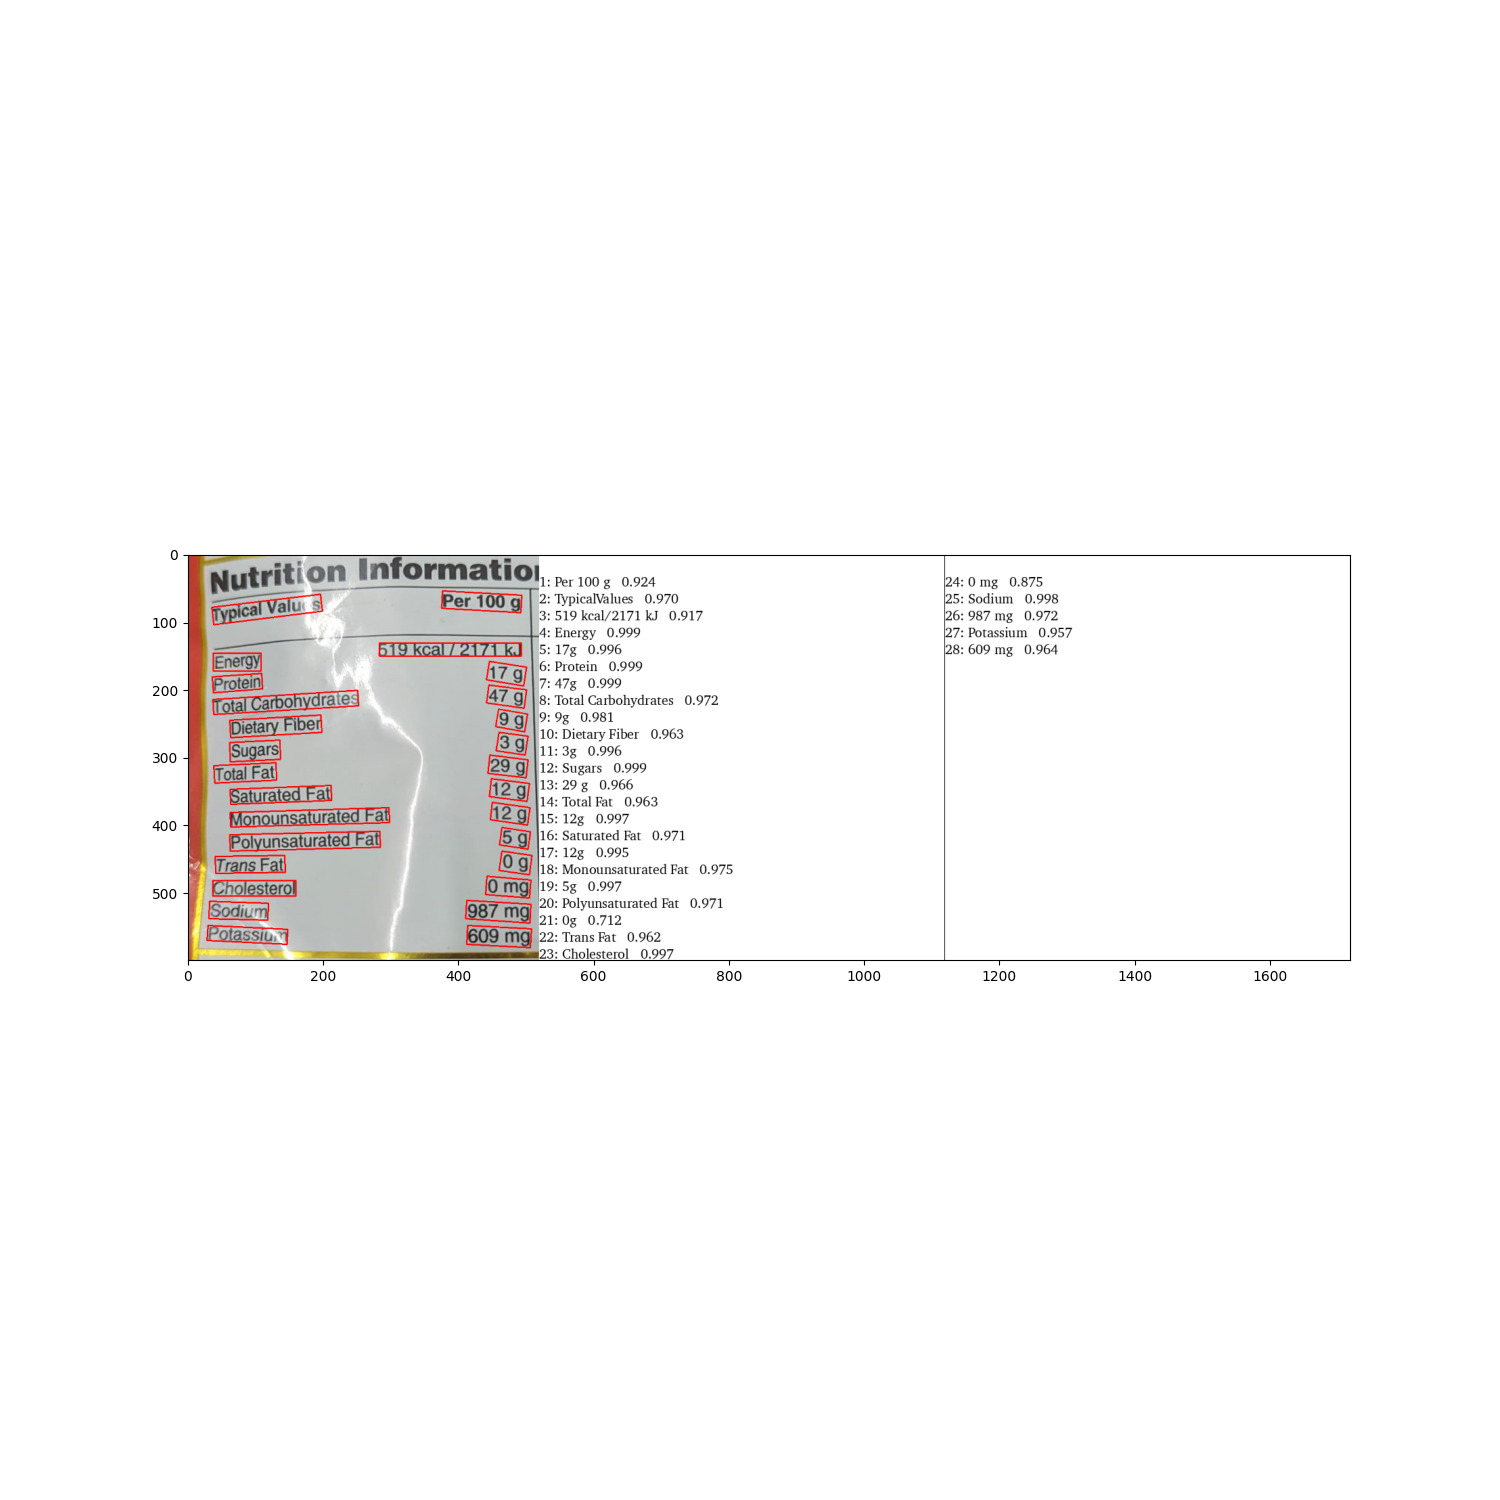 Nutrition Informatio
Typical Values Per 100 g
Energy 519 kcal / 2171 kJ
Protein 17 g
Total Carbohydrates 47 g
Dietary Fiber 9 g
Sugars 3 g
Total Fat 29 g
Saturated Fat 12 g
Monounsaturated Fat 12 g
Polyunsaturated Fat 5 g
Trans Fat 0 g
Cholesterol 0 mg
Sodium 987 mg
Potassium 609 mg
1: Per 100 g 0.924
2: TypicalValues 0.970
3: 519 kcal/2171 kJ 0.917
4: Energy 0.999
5: 17g 0.996
6: Protein 0.999
7: 47g 0.999
8: Total Carbohydrates 0.972
9: 9g 0.981
10: Dietary Fiber 0.963
11: 3g 0.996
12: Sugars 0.999
13: 29 g 0.966
14: Total Fat 0.963
15: 12g 0.997
16: Saturated Fat 0.971
17: 12g 0.995
18: Monounsaturated Fat 0.975
19: 5g 0.997
20: Polyunsaturated Fat 0.971
21: 0g 0.712
22: Trans Fat 0.962
23: Cholesterol 0.997
24: 0 mg 0.875
25: Sodium 0.998
26: 987 mg 0.972
27: Potassium 0.957
28: 609 mg 0.964
0
100
200
300
400
500
0 200 400 600 800 1000 1200 1400 1600